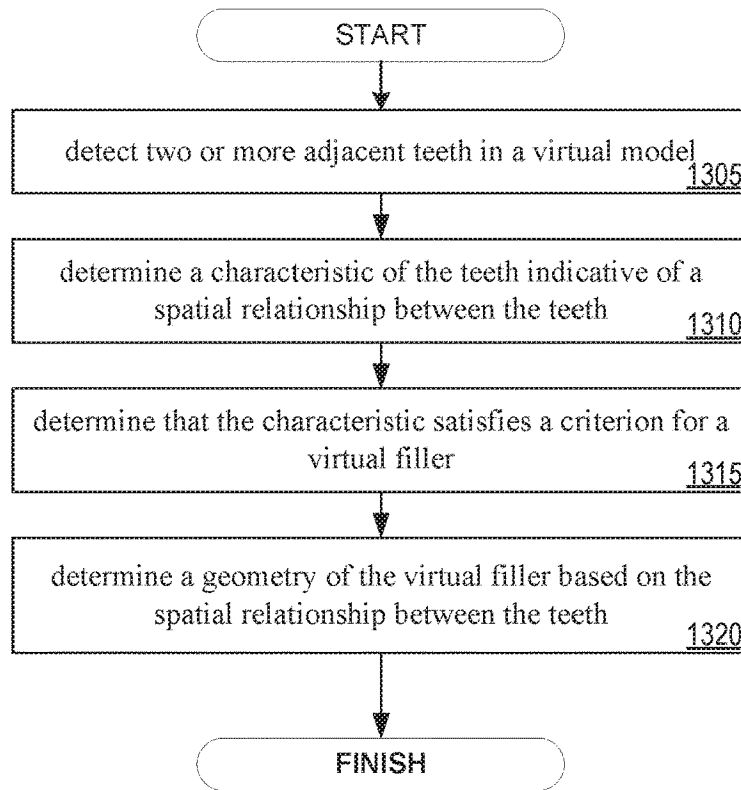 START
detect two or more adjacent teeth in a virtual model
1305
determine a characteristic of the teeth indicative of a
spatial relationship between the teeth
1310
determine that the characteristic satisfies a criterion for a
virtual filler
1315
determine a geometry of the virtual filler based on the
spatial relationship between the teeth
1320
FINISH